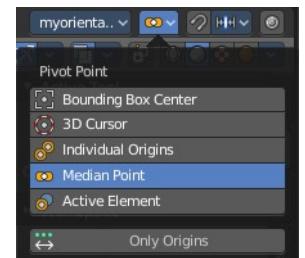 myorienta..
Pivot Point
Bounding Box Center
3D Cursor
Individual Origins
Median Point
Active Element
Only Origins